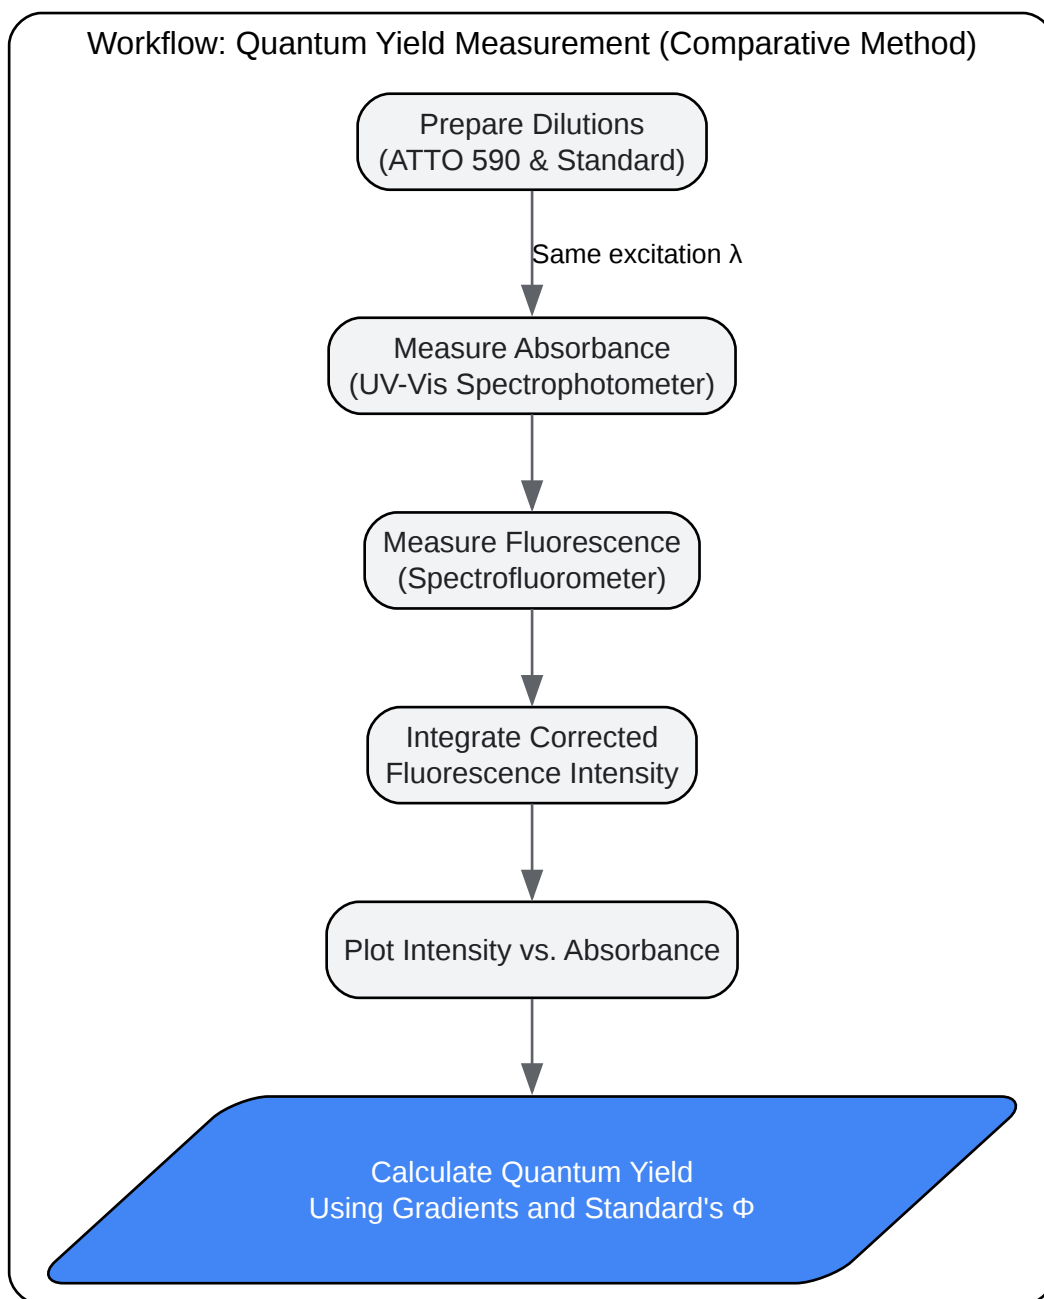 Workflow: Quantum Yield Measurement (Comparative Method)
Prepare Dilutions
(ATTO 590 & Standard)
Same excitation λ
Measure Absorbance
(UV-Vis Spectrophotometer)
Measure Fluorescence
(Spectrofluorometer)
Integrate Corrected
Fluorescence Intensity
Plot Intensity vs. Absorbance
Calculate Quantum Yield
Using Gradients and Standard's Φ